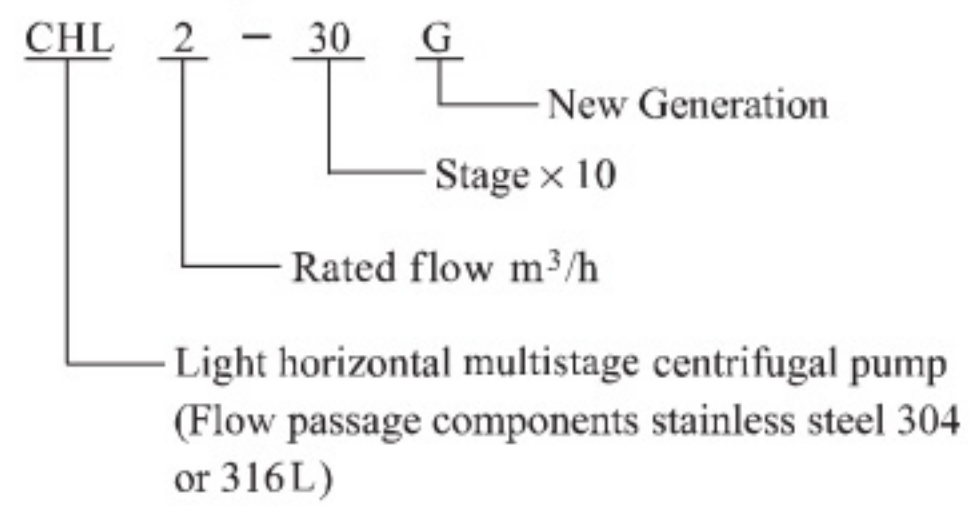 CHL 2 - 30 G
New Generation
Stage × 10
Rated flow m³/h
Light horizontal multistage centrifugal pump
(Flow passage components stainless steel 304
or 316L)